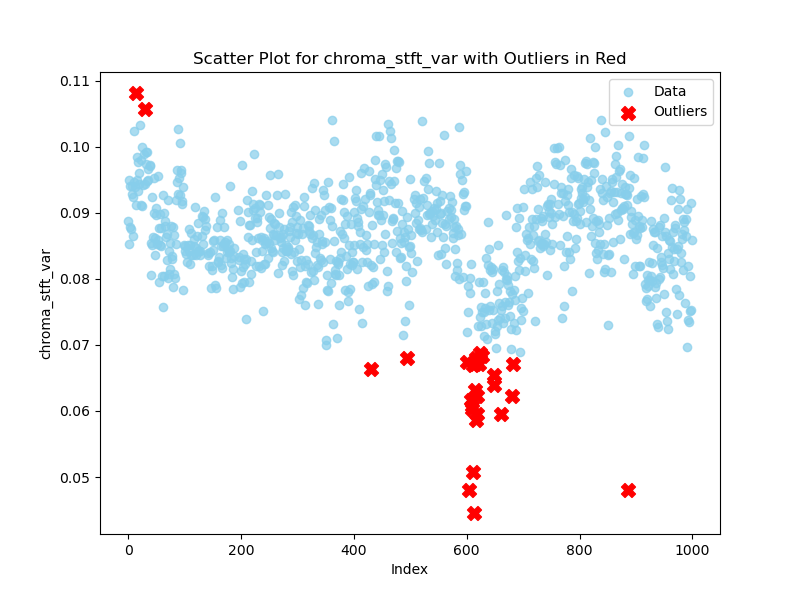 Scatter Plot for chroma_stft_var with Outliers in Red
Data
Outliers
0.11
0.10
0.09
0.08
0.07
0.06
0.05
chroma_stft_var
0
200
400
600
800
1000
Index